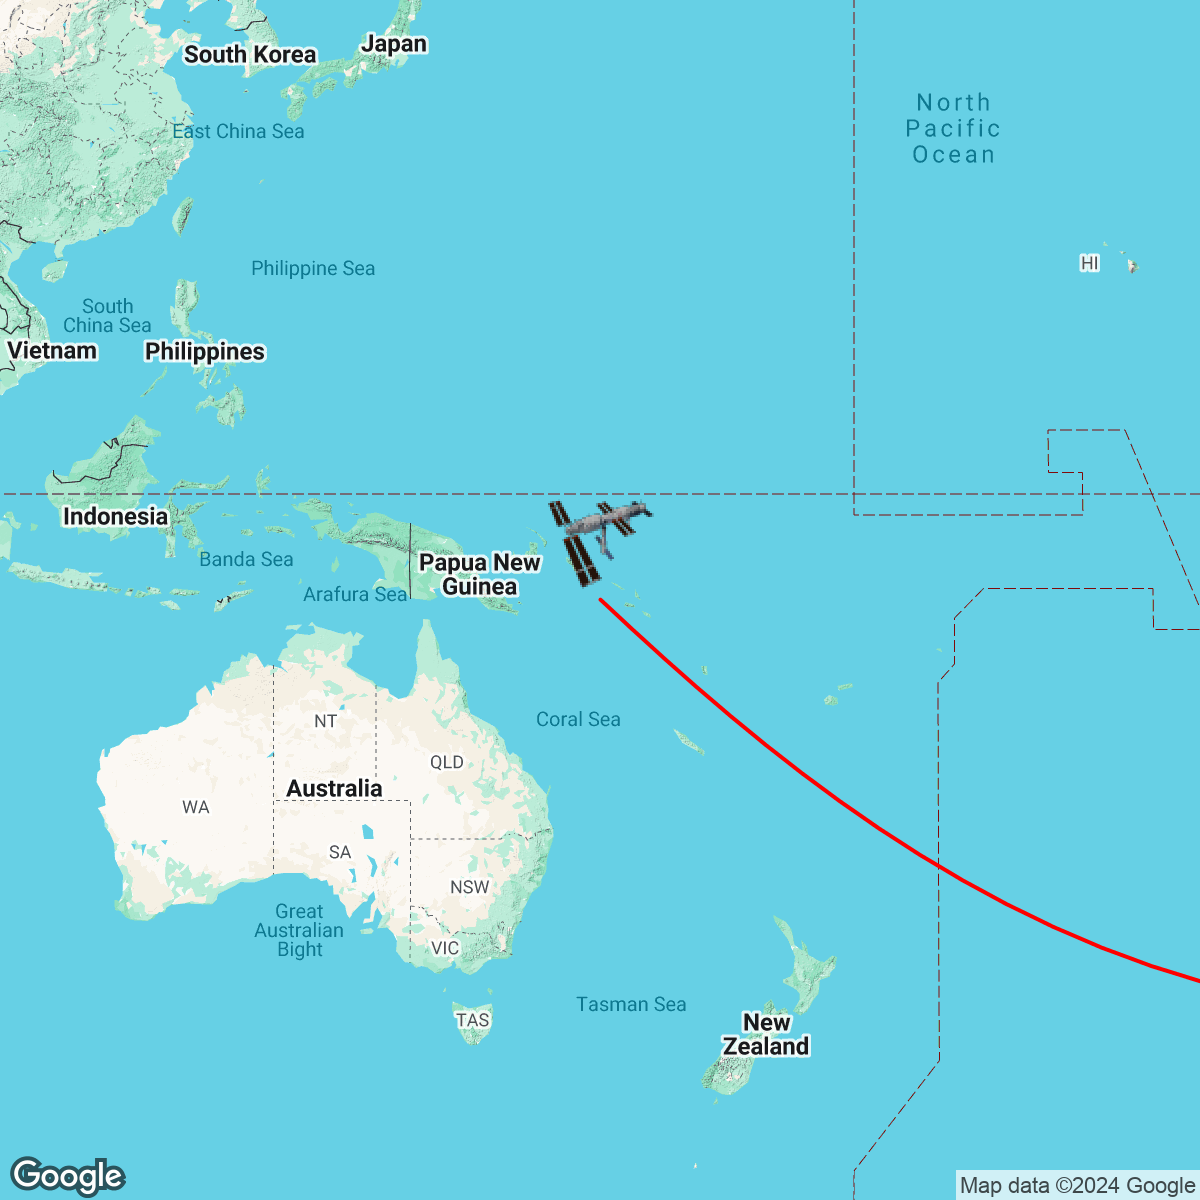 South Korea
Japan
North
Pacific
Ocean
East China Sea
Philippine Sea
HI
South
China Sea
Vietnam
Philippines
Indonesia
Banda Sea
Papua New
Guinea
Arafura Sea
NT
Coral Sea
QLD
Australia
WA
SA
NSW
Great
Australian
Bight
VIC
Tasman Sea
TAS
New
Zealand
Google
Map data ©2024 Google